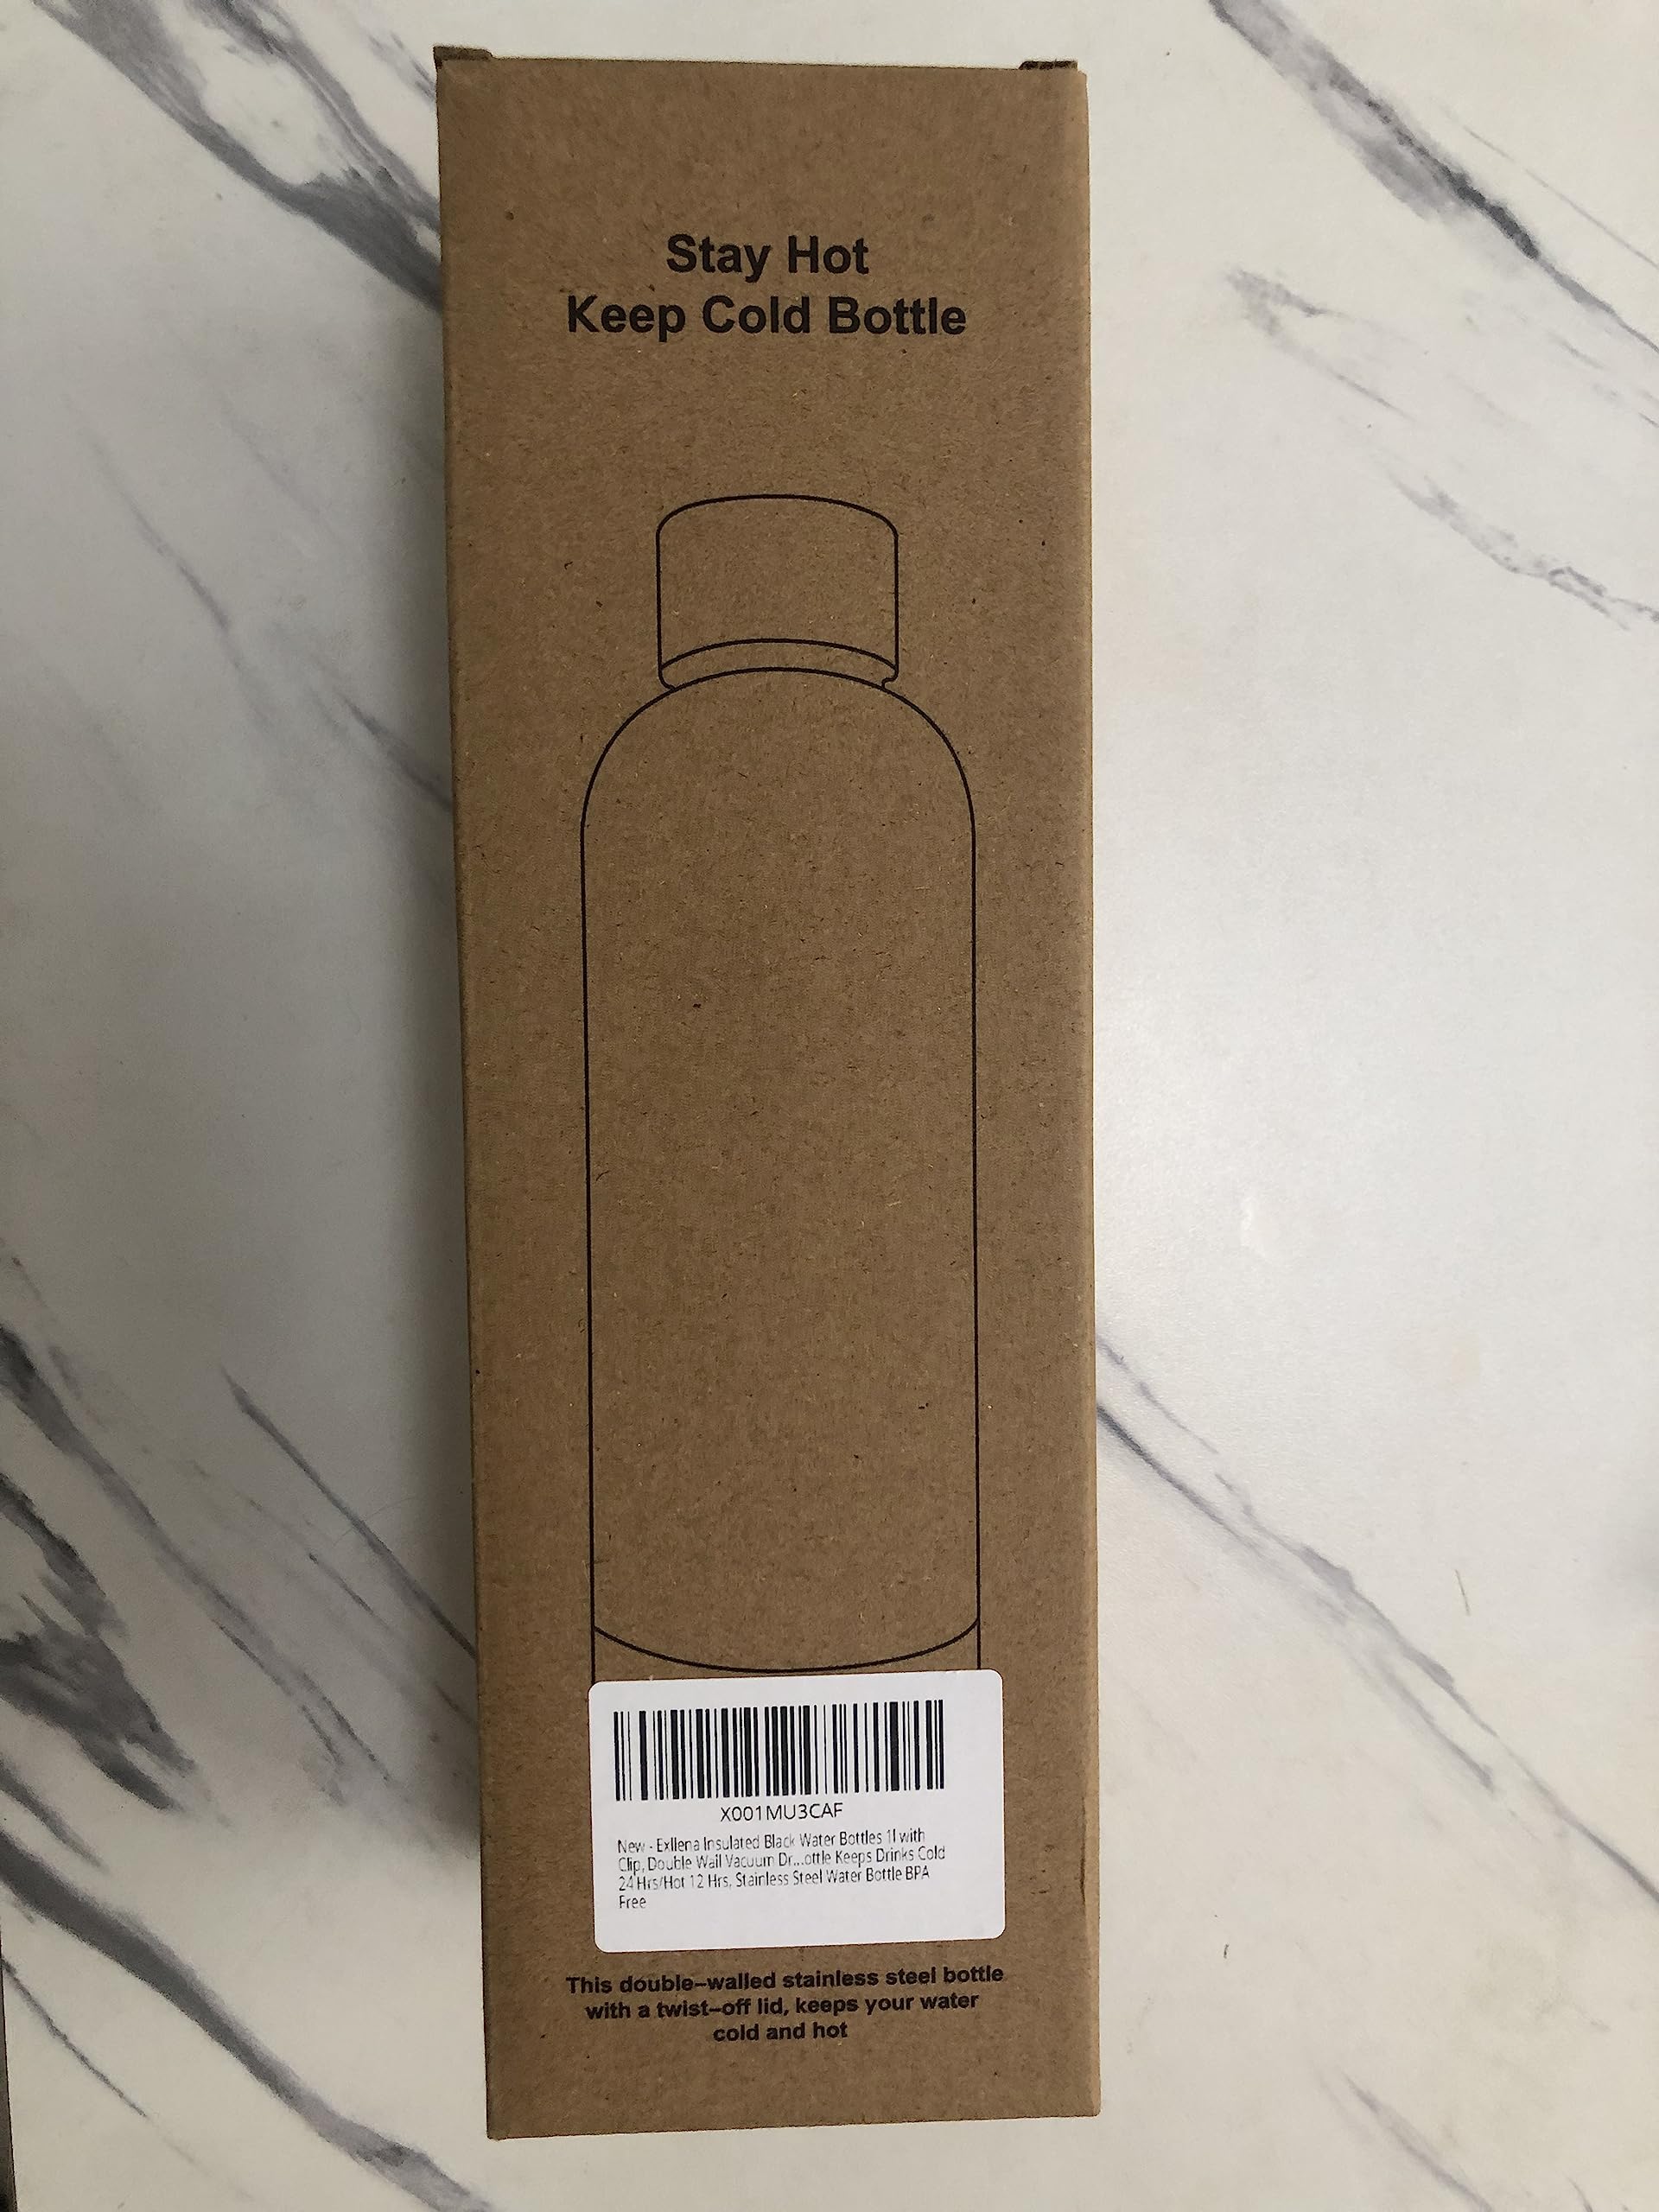 Stay Hot
Keep Cold Bottle
X001MU3CAF
New - Exllena Insulated Black Water Bottles 1l with
Clip, Double Wall Vacuum Dr...ottle Keeps Drinks Cold
24 Hrs/Hot 12 Hrs, Stainless Steel Water Bottle BPA
Free
This double-walled stainless steel bottle
with a twist-off lid, keeps your water
cold and hot